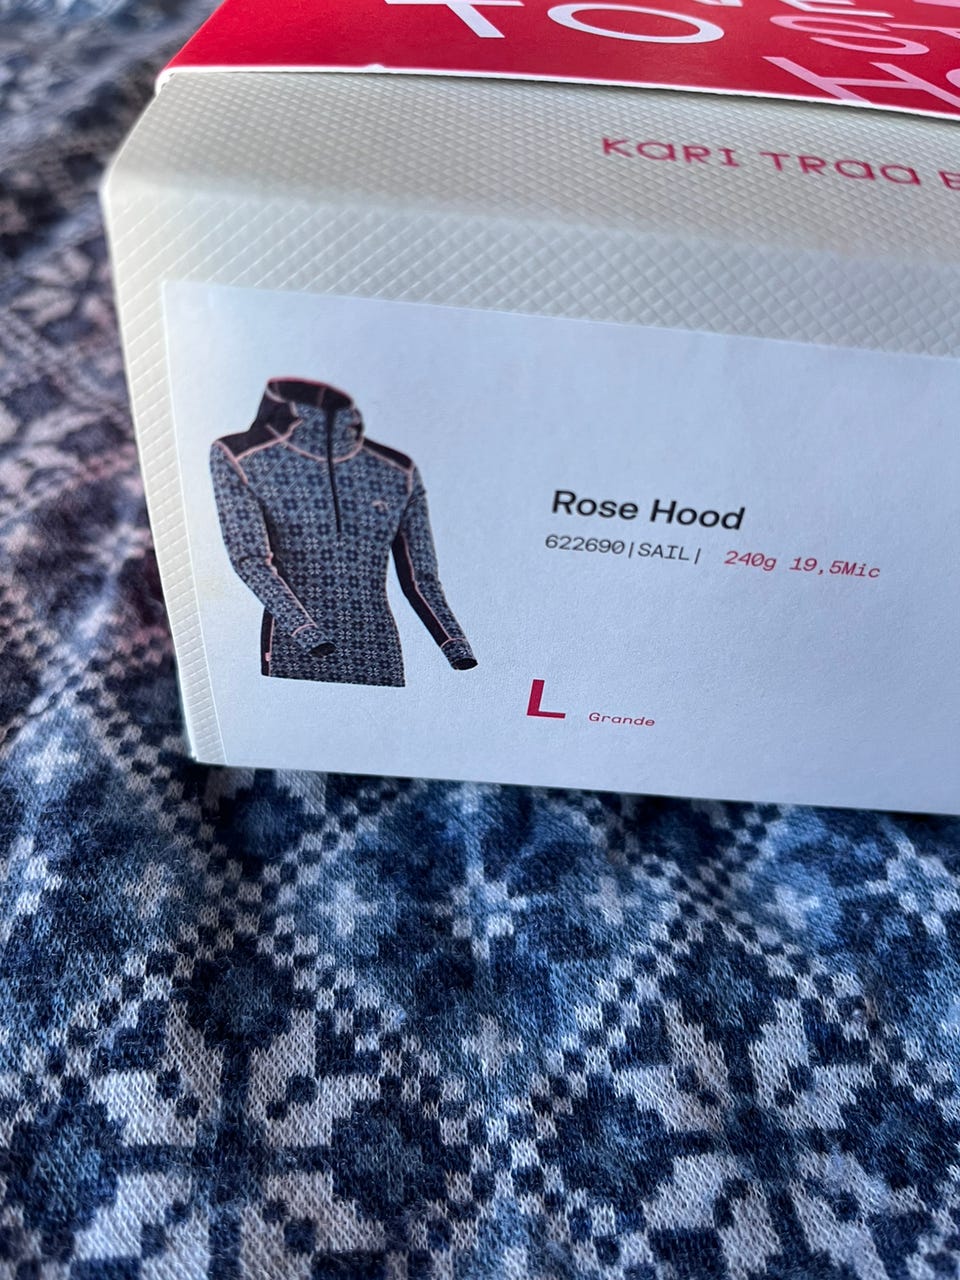 KARI TRAA
Rose Hood
622690|SAIL| 240g 19,5Mic
L Grande